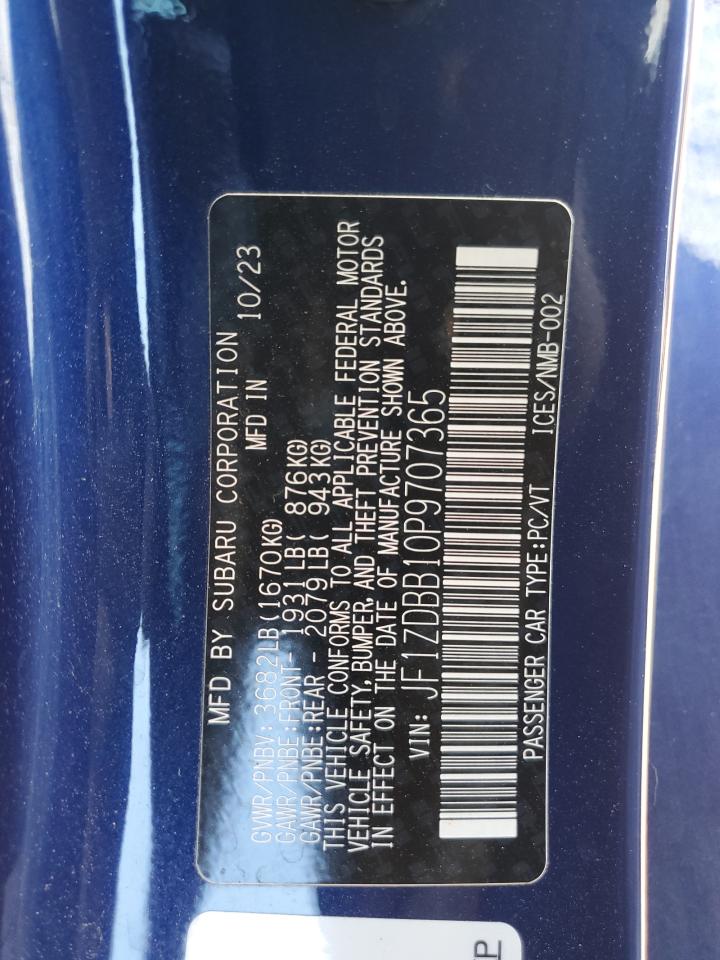 MFD BY SUBARU CORPORATION
MFD IN 10/23
GVWR/PNBV: 3682LB(1670KG)
GAWR/PNBE:FRONT- 1931LB( 876KG)
GAWR/PNBE:REAR - 2079LB( 943KG)
THIS VEHICLE CONFORMS TO ALL APPLICABLE FEDERAL MOTOR
VEHICLE SAFETY,BUMPER,AND THEFT PREVENTION STANDARDS
IN EFFECT ON THE DATE OF MANUFACTURE SHOWN ABOVE.
VIN: JF1ZDBB10P9707365
PASSENGER CAR TYPE:PC/VT ICES/NMB-002
P